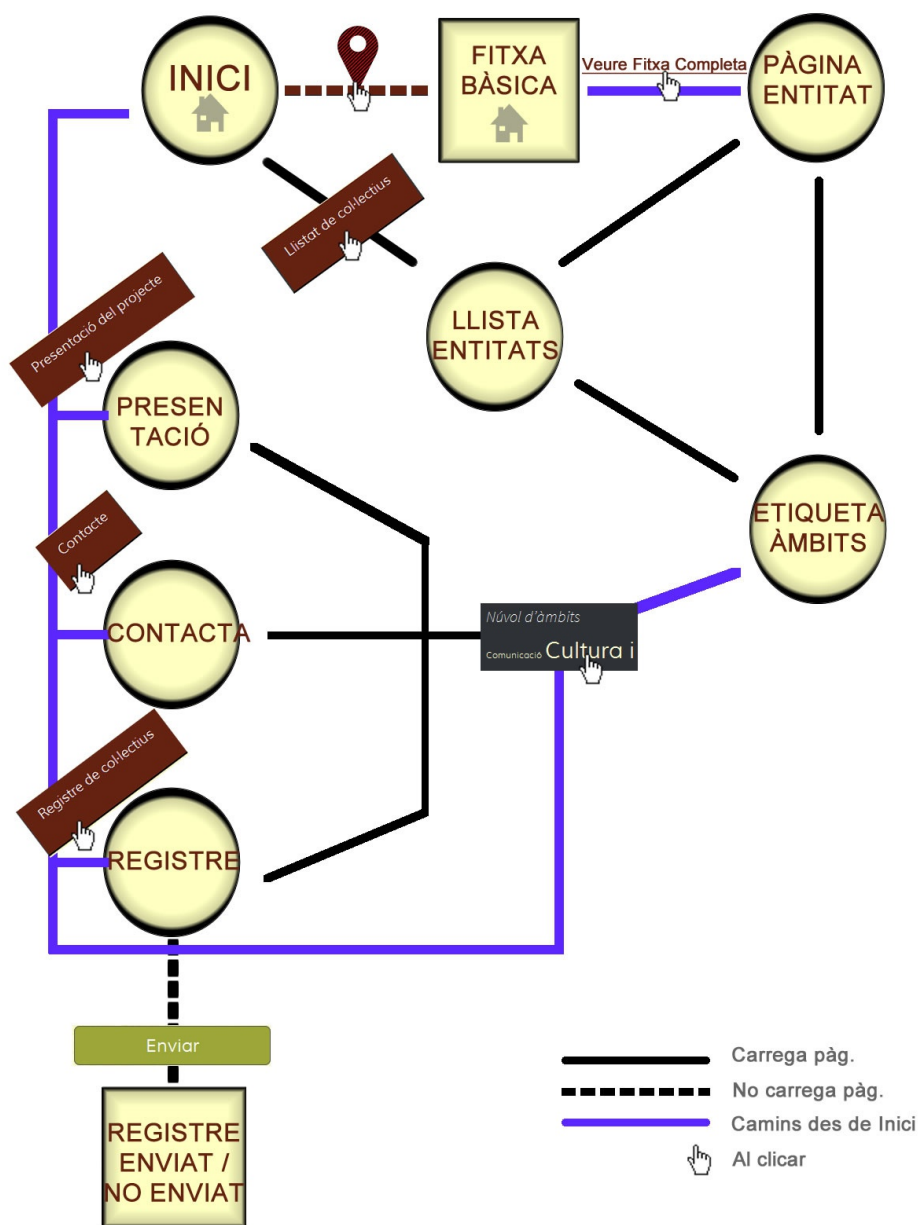 INICI
FITXA
BÀSICA
Veure Fitxa Completa
PÀGINA
ENTITAT
Llistat de col·lectius
Presentació del projecte
LLISTA
ENTITATS
PRESEN
TACIÓ
Contacte
ETIQUETA
ÀMBITS
CONTACTA
Núvol d'àmbits
Comunicació Cultura i
Registre de col·lectius
REGISTRE
Enviar
REGISTRE
ENVIAT /
NO ENVIAT
Carrega pàg.
No carrega pàg.
Camins des de Inici
Al clicar